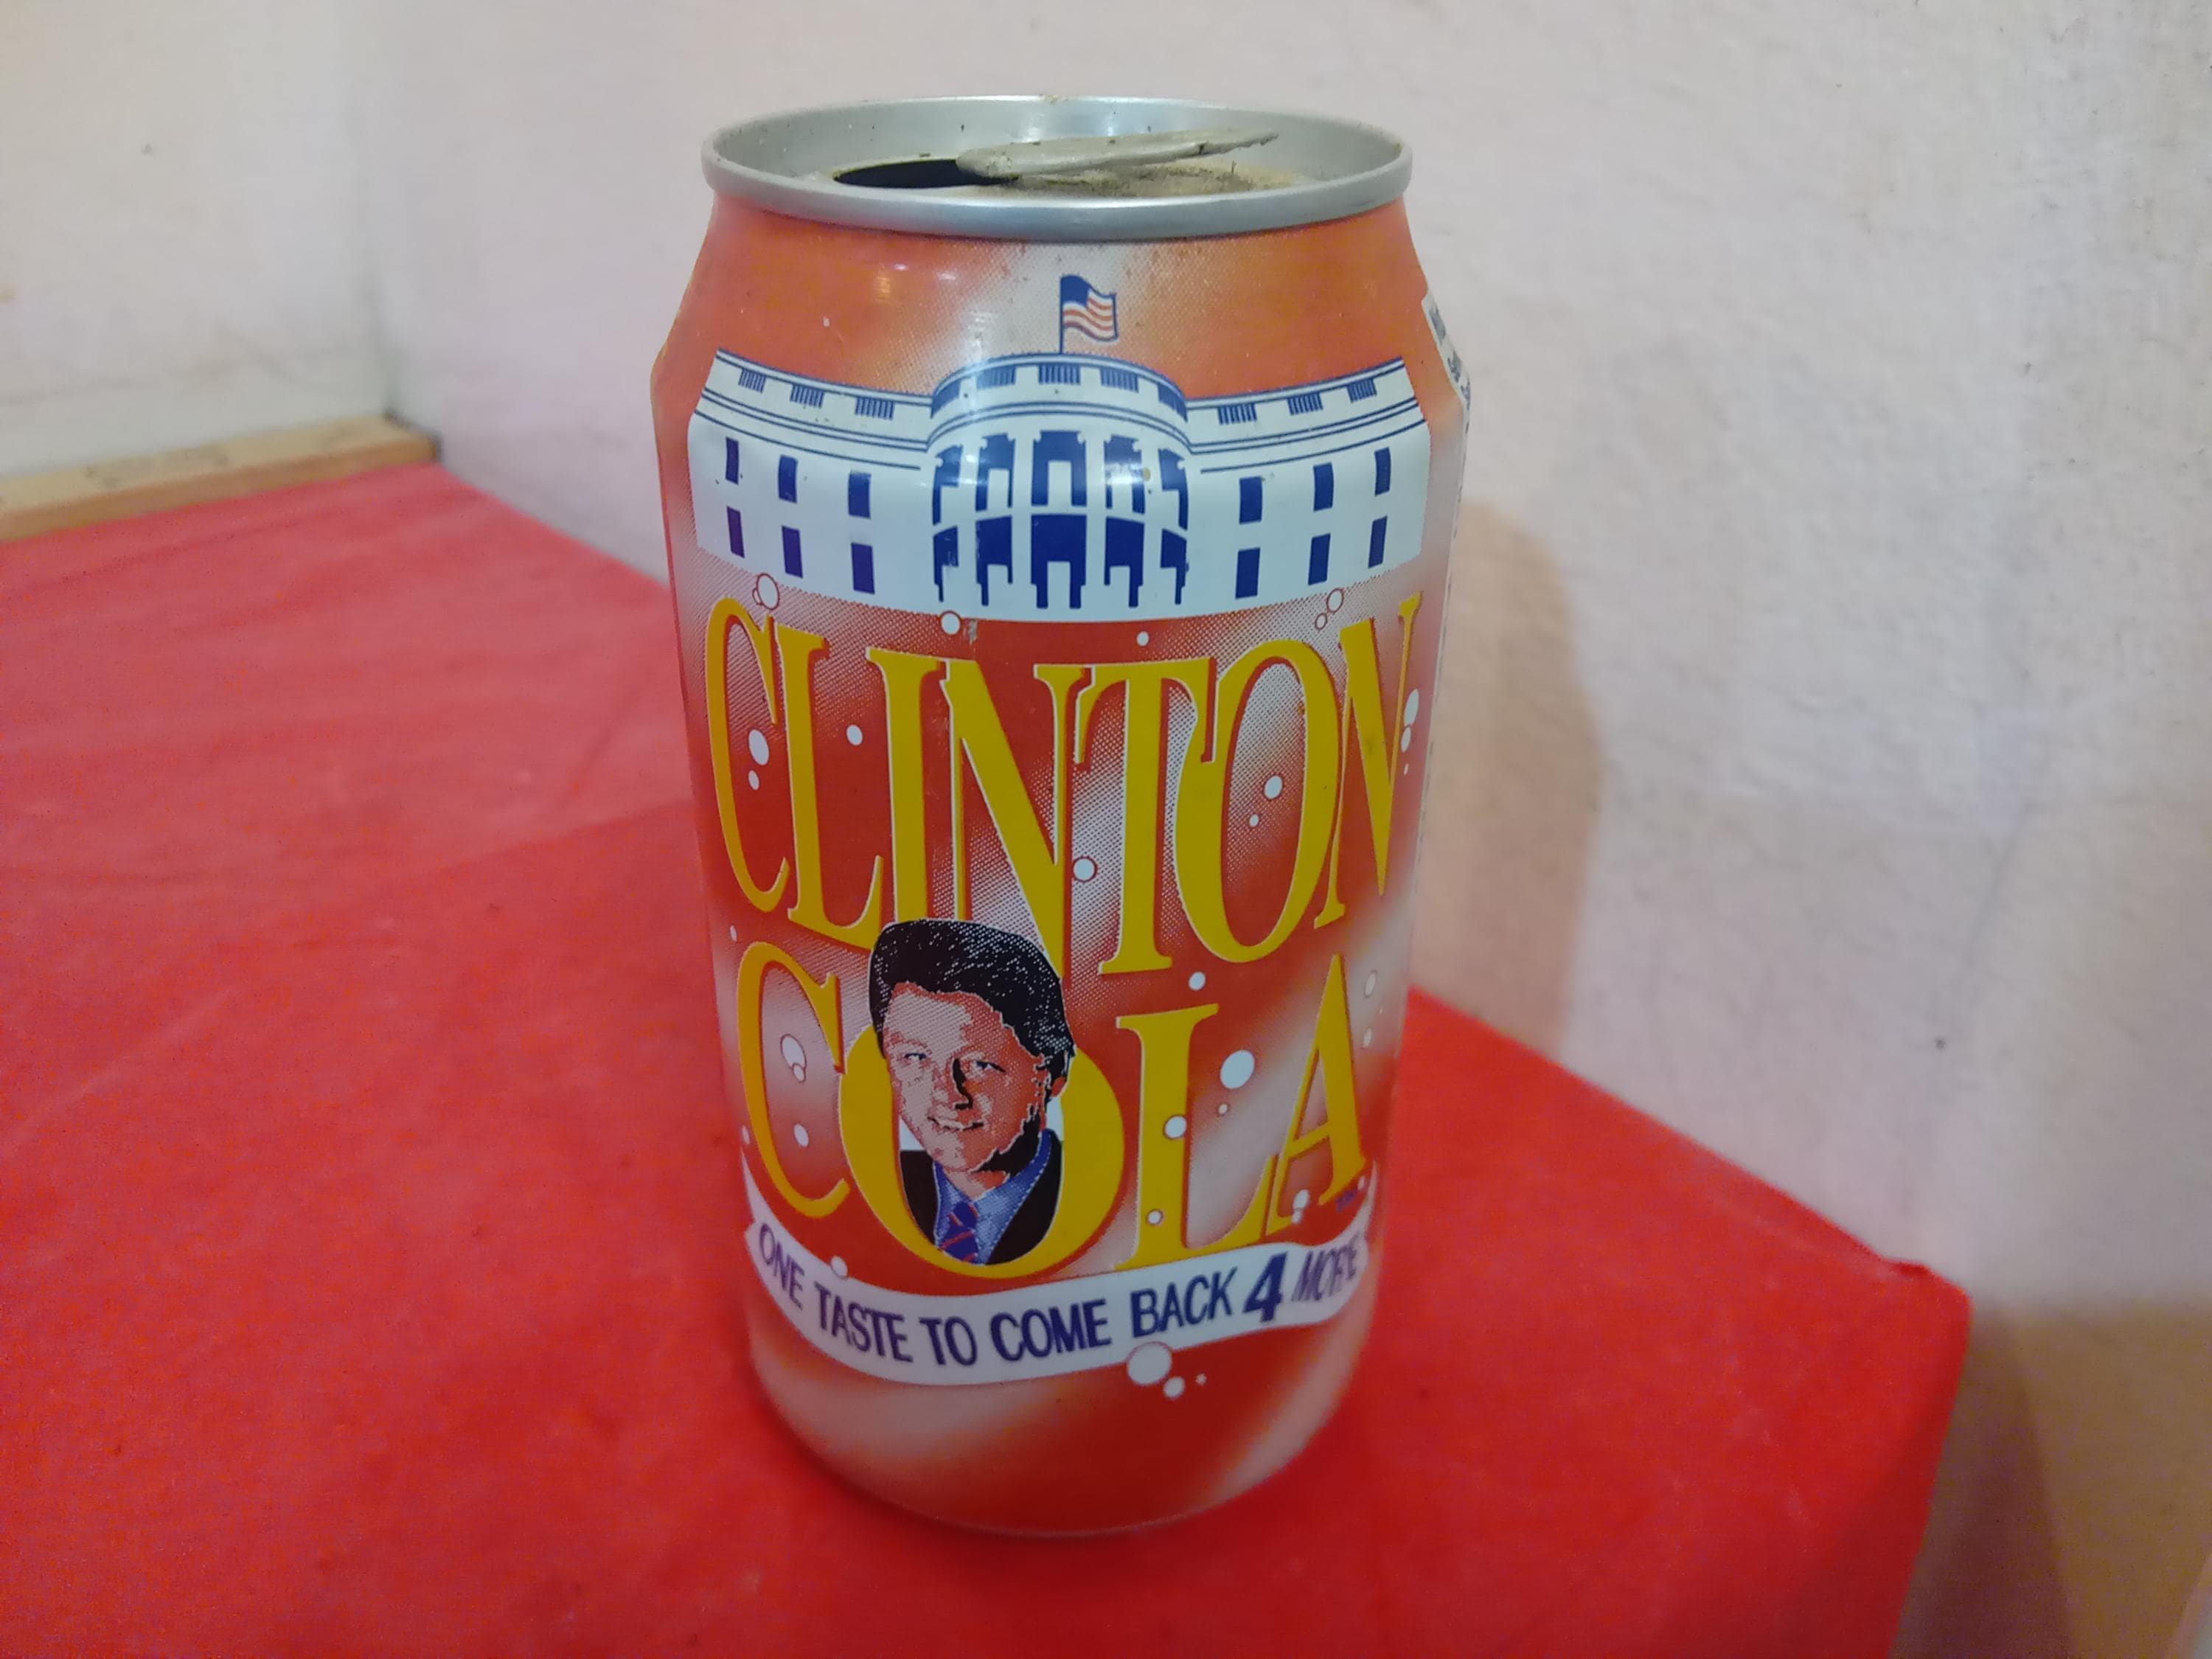 CLINTON
COLA
ONE TASTE TO COME BACK 4 MORE